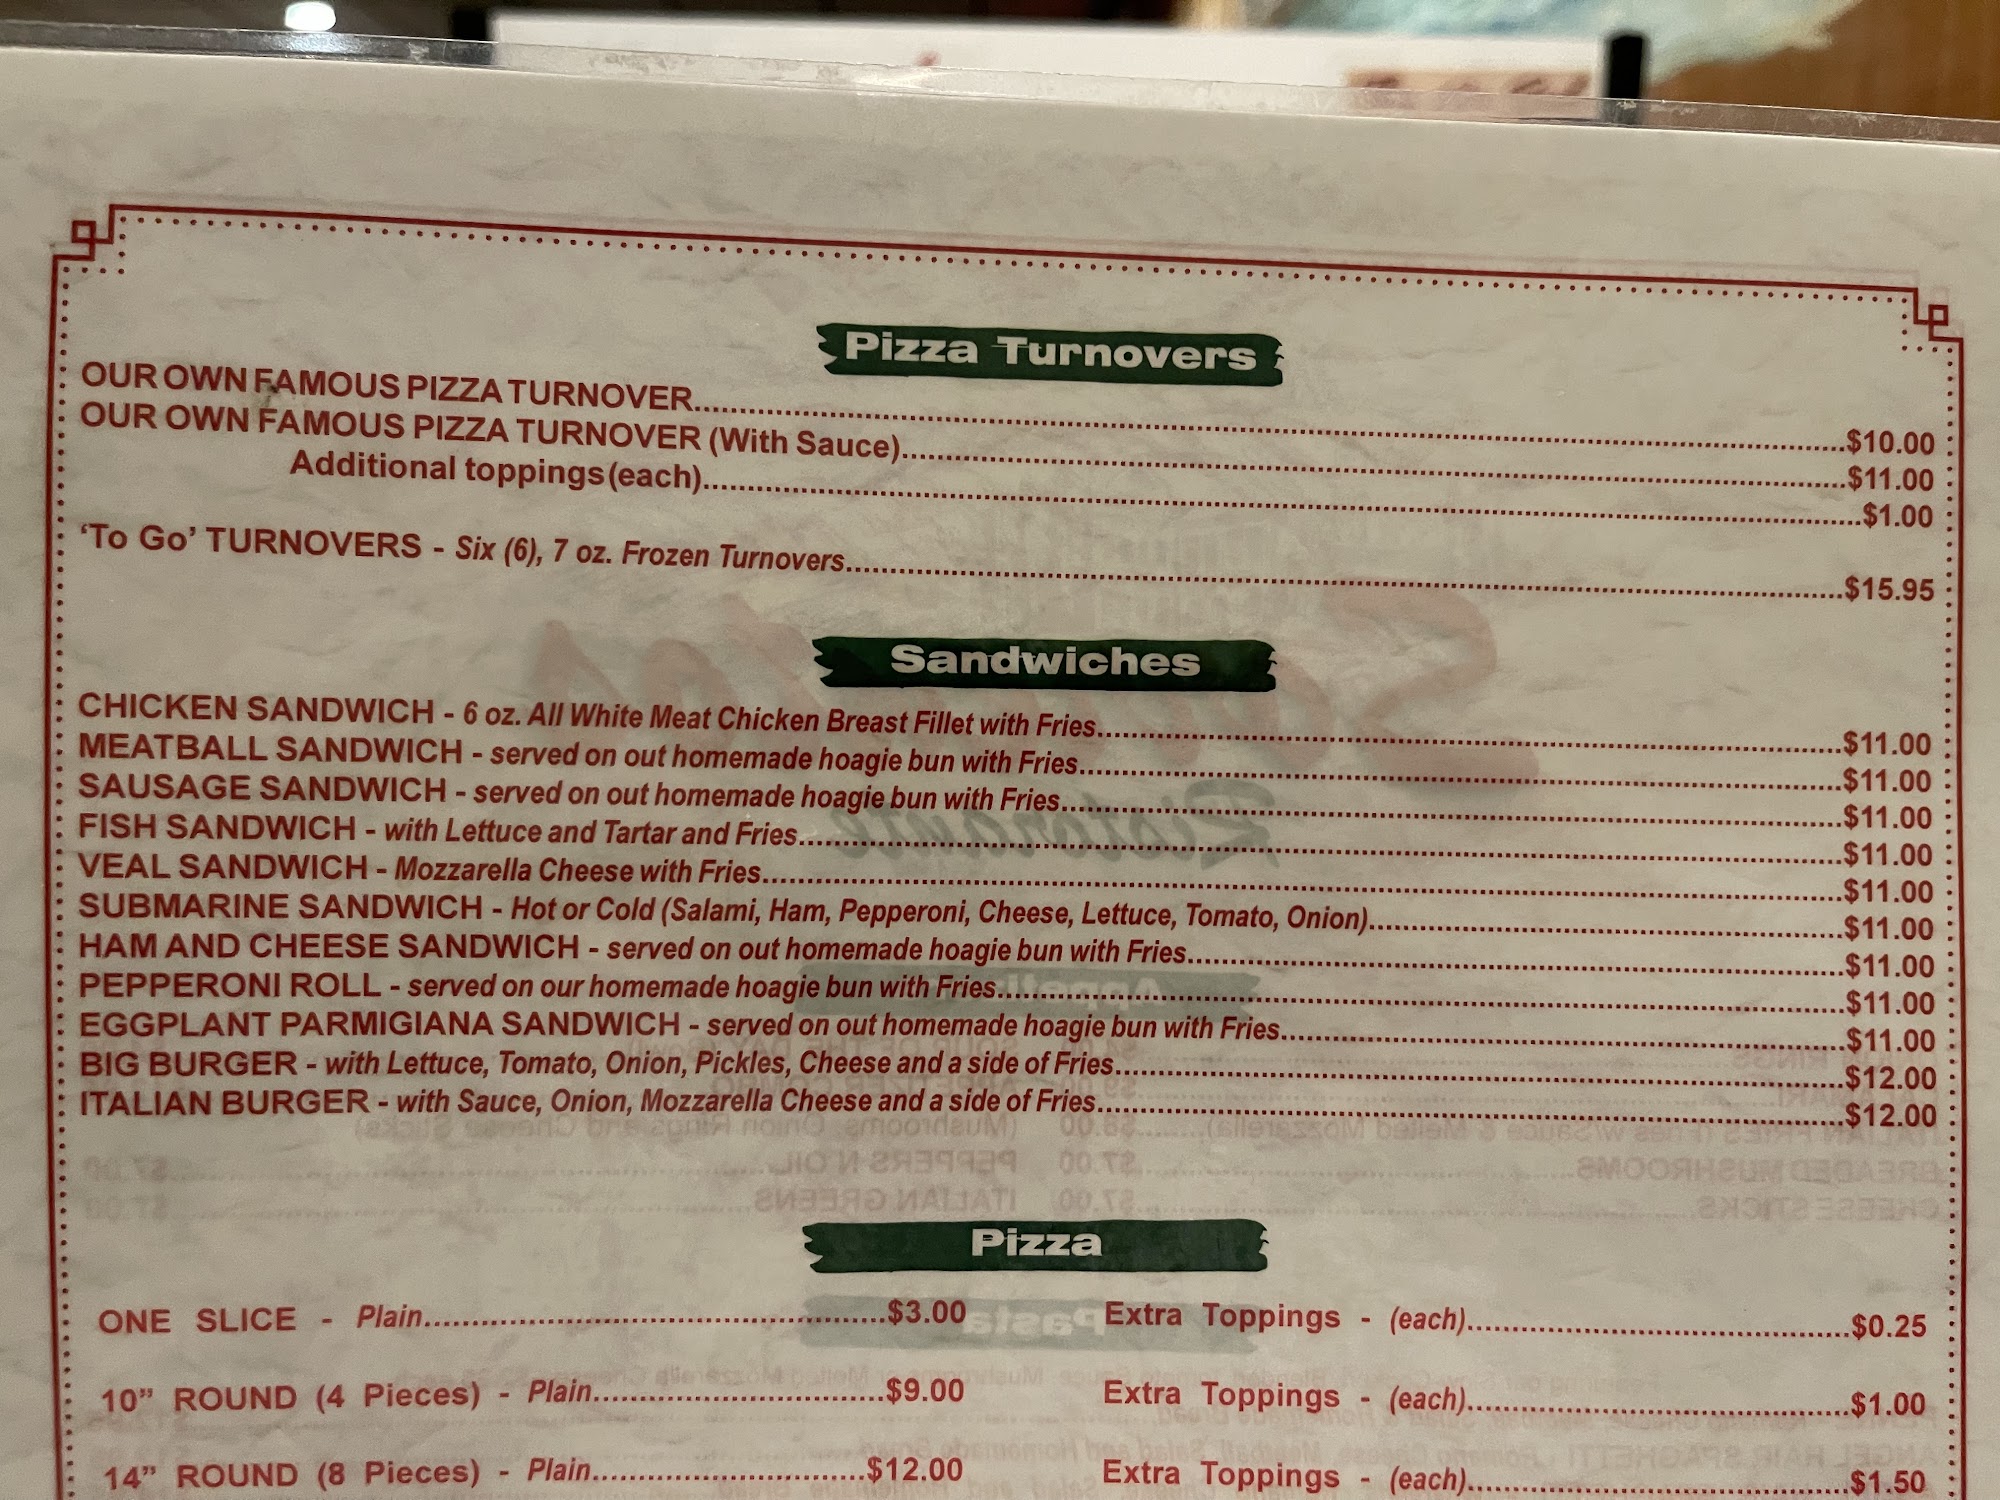 Pizza Turnovers
OUR OWN FAMOUS PIZZA TURNOVER $10.00
OUR OWN FAMOUS PIZZA TURNOVER (With Sauce) $11.00
Additional toppings (each) $1.00
‘To Go’ TURNOVERS - Six (6), 7 oz. Frozen Turnovers $15.95
Sandwiches
CHICKEN SANDWICH - 6 oz. All White Meat Chicken Breast Fillet with Fries $11.00
MEATBALL SANDWICH - served on out homemade hoagie bun with Fries $11.00
SAUSAGE SANDWICH - served on out homemade hoagie bun with Fries $11.00
FISH SANDWICH - with Lettuce and Tartar and Fries $11.00
VEAL SANDWICH - Mozzarella Cheese with Fries $11.00
SUBMARINE SANDWICH - Hot or Cold (Salami, Ham, Pepperoni, Cheese, Lettuce, Tomato, Onion) $11.00
HAM AND CHEESE SANDWICH - served on out homemade hoagie bun with Fries $11.00
PEPPERONI ROLL - served on our homemade hoagie bun with Fries $11.00
EGGPLANT PARMIGIANA SANDWICH - served on out homemade hoagie bun with Fries $11.00
BIG BURGER - with Lettuce, Tomato, Onion, Pickles, Cheese and a side of Fries $12.00
ITALIAN BURGER - with Sauce, Onion, Mozzarella Cheese and a side of Fries $12.00
Pizza
ONE SLICE - Plain $3.00 Extra Toppings - (each) $0.25
10” ROUND (4 Pieces) - Plain $9.00 Extra Toppings - (each) $1.00
14” ROUND (8 Pieces) - Plain $12.00 Extra Toppings - (each) $1.50